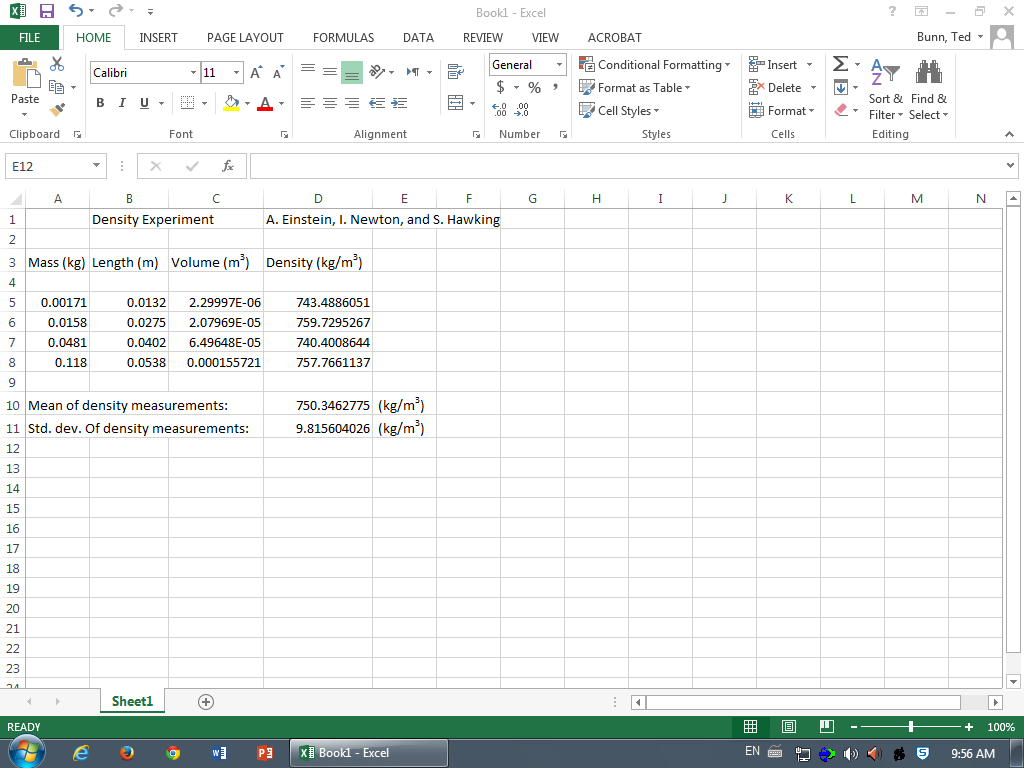 Book1 - Excel
FILE HOME INSERT PAGE LAYOUT FORMULAS DATA REVIEW VIEW ACROBAT Bunn, Ted
Paste
Calibri 11
B I U A
General
$ % ,
Conditional Formatting
Format as Table
Cell Styles
Insert
Delete
Format
Sort & Filter
Find & Select
Clipboard Font Alignment Number Styles Cells Editing
E12 fx
A B C D E F G H I J K L M N
1 Density Experiment A. Einstein, I. Newton, and S. Hawking
2
3 Mass (kg) Length (m) Volume (m³) Density (kg/m³)
4
5 0.00171 0.0132 2.29997E-06 743.4886051
6 0.0158 0.0275 2.07969E-05 759.7295267
7 0.0481 0.0402 6.49648E-05 740.4008644
8 0.118 0.0538 0.000155721 757.7661137
9
10 Mean of density measurements: 750.3462775 (kg/m³)
11 Std. dev. Of density measurements: 9.815604026 (kg/m³)
12
13
14
15
16
17
18
19
20
21
22
23
24
Sheet1
READY 100%
EN
Book1 - Excel
9:56 AM